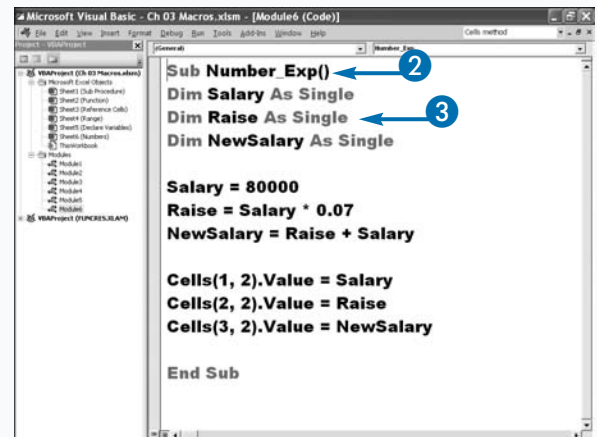 Microsoft Visual Basic - Ch 03 Macros.xlsm - [Module6 (Code)]
File Edit View Insert Format Debug Run Tools Add-Ins Window Help
Cells method
Project - VBAProject
(General)
Number_Exp
VBAProject (Ch 03 Macros.xlsm)
Microsoft Excel Objects
Sheet1 (Sub Procedure)
Sheet2 (Function)
Sheet3 (Reference Cells)
Sheet4 (Range)
Sheet5 (Declare Variables)
Sheet6 (Numbers)
ThisWorkbook
Modules
Module1
Module2
Module3
Module4
Module5
Module6
VBAProject (FUNCRES.XLAM)
Sub Number_Exp()
2
Dim Salary As Single
Dim Raise As Single
3
Dim NewSalary As Single
Salary = 80000
Raise = Salary * 0.07
NewSalary = Raise + Salary
Cells(1, 2).Value = Salary
Cells(2, 2).Value = Raise
Cells(3, 2).Value = NewSalary
End Sub